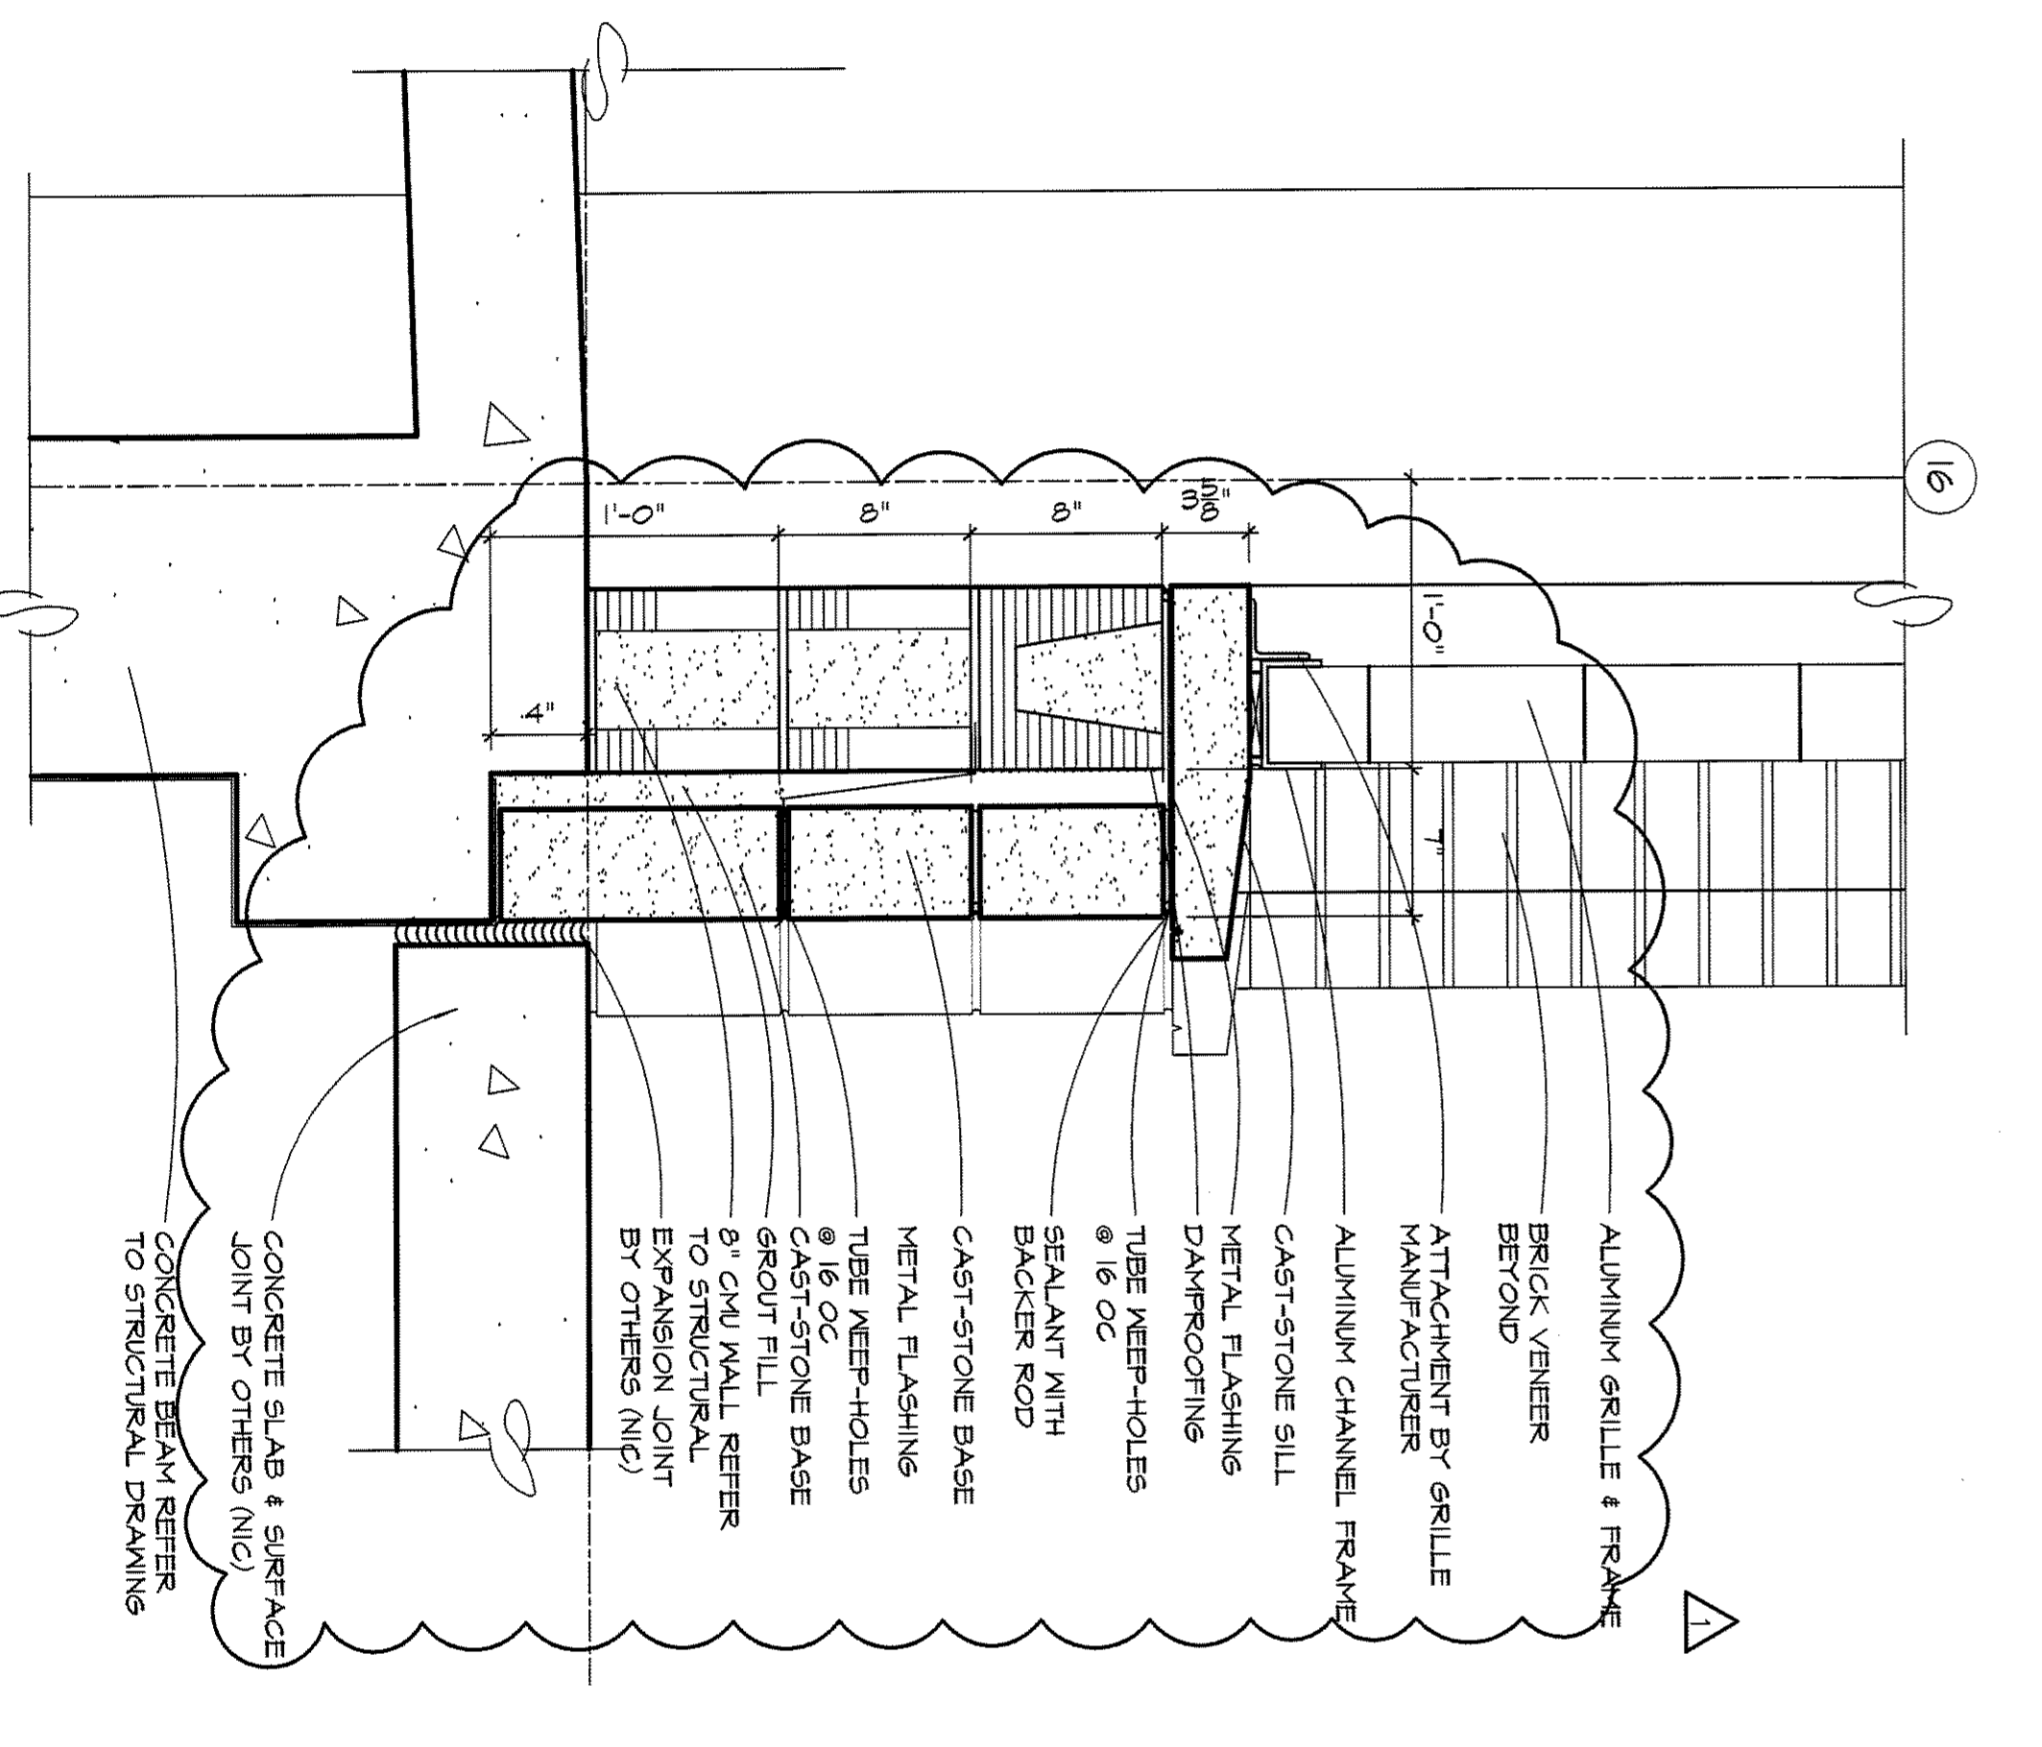 16
ALUMINUM GRILLE & FRAME
BRICK VENEER
BEYOND
ATTACHMENT BY GRILLE
MANUFACTURER
ALUMINUM CHANNEL FRAME
CAST-STONE SILL
METAL FLASHING
DAMPROOFING
TUBE WEEP-HOLES
@ 16 OC
SEALANT WITH
BACKER ROD
CAST-STONE BASE
METAL FLASHING
TUBE WEEP-HOLES
@ 16 OC
CAST-STONE BASE
GROUT FILL
8" CMU WALL REFER
TO STRUCTURAL
EXPANSION JOINT
BY OTHERS (NIC)
CONCRETE SLAB & SURFACE
JOINT BY OTHERS (NIC)
CONCRETE BEAM REFER
TO STRUCTURAL DRAWING
1'-0"
7"
3 5/8"
8"
8"
1'-0"
4"
1